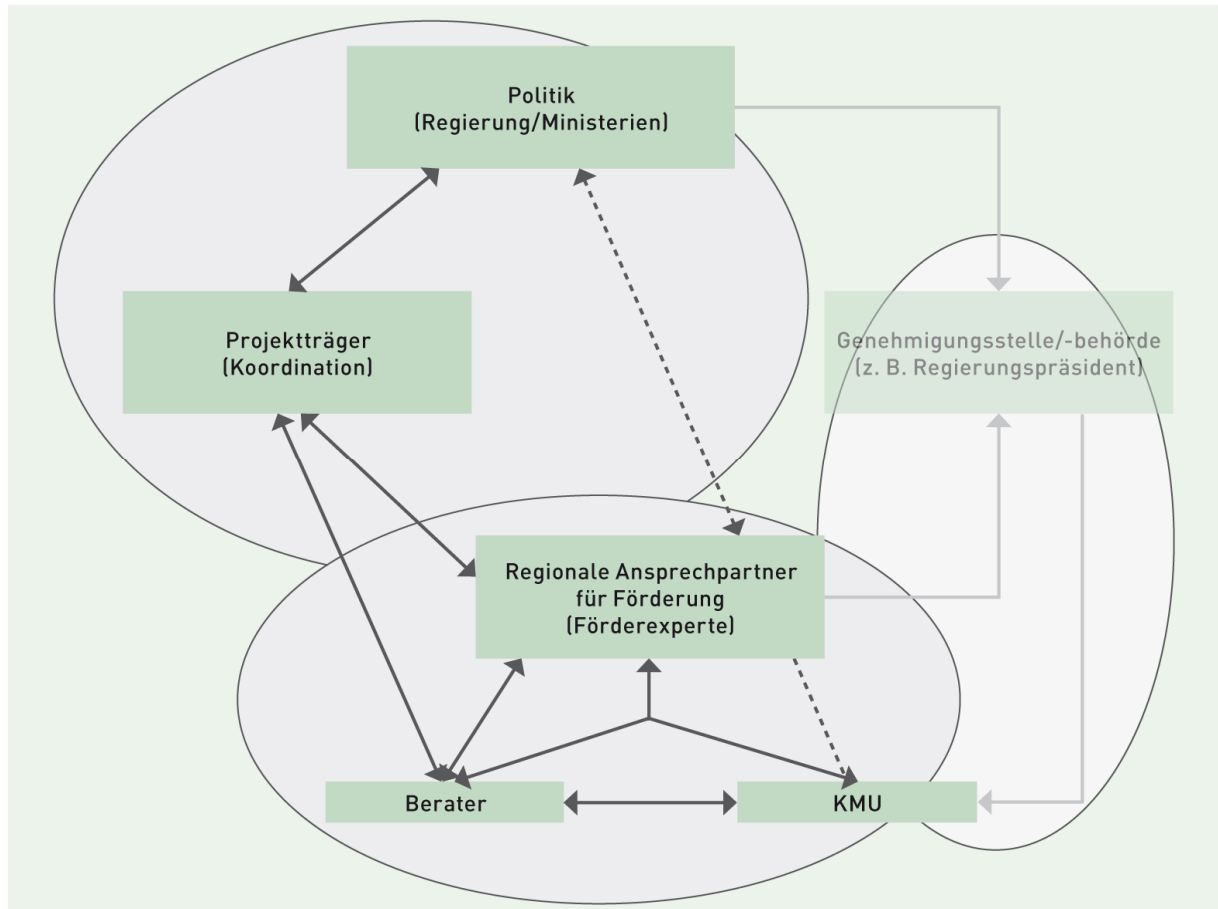 Politik
(Regierung/Ministerien)
Projektträger
(Koordination)
Genehmigungsstelle/-behörde
(z. B. Regierungspräsident)
Regionale Ansprechpartner
für Förderung
(Förderexperte)
Berater
KMU